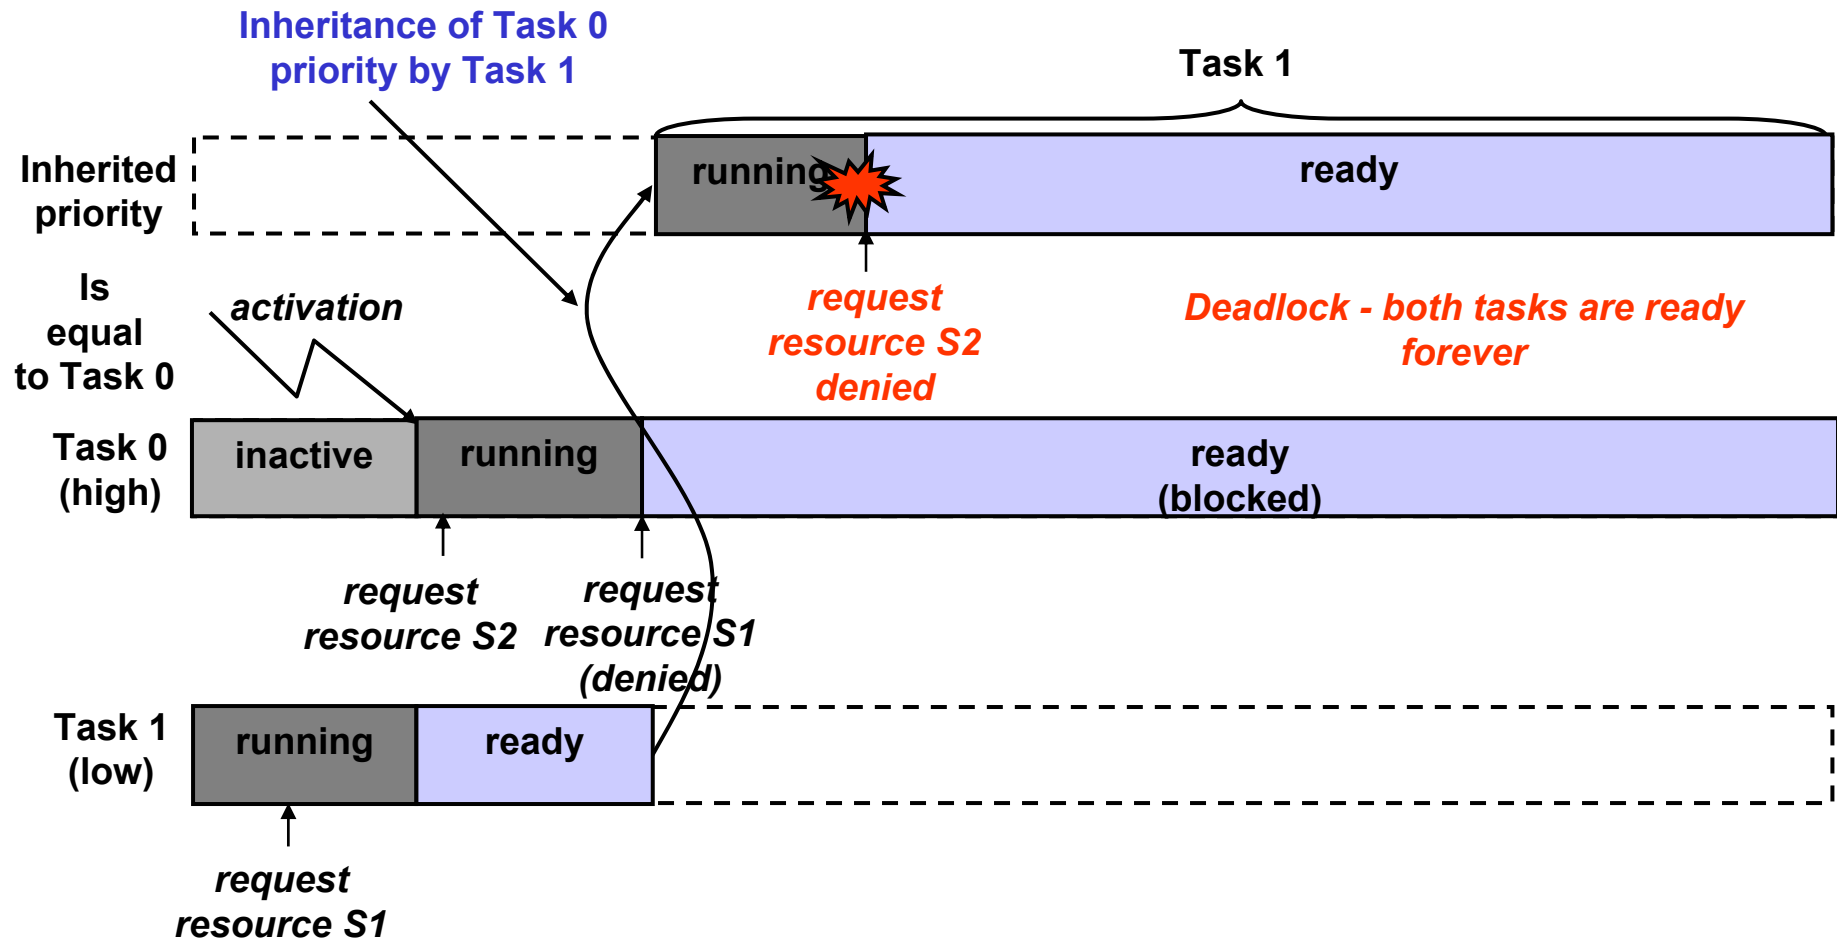 Inheritance of Task 0
priority by Task 1
Task 1
Inherited
priority
running
ready
Is
equal
to Task 0
activation
request
resource S2
denied
Deadlock - both tasks are ready
forever
Task 0
(high)
inactive
running
ready
(blocked)
request
resource S2
request
resource S1
(denied)
Task 1
(low)
running
ready
request
resource S1